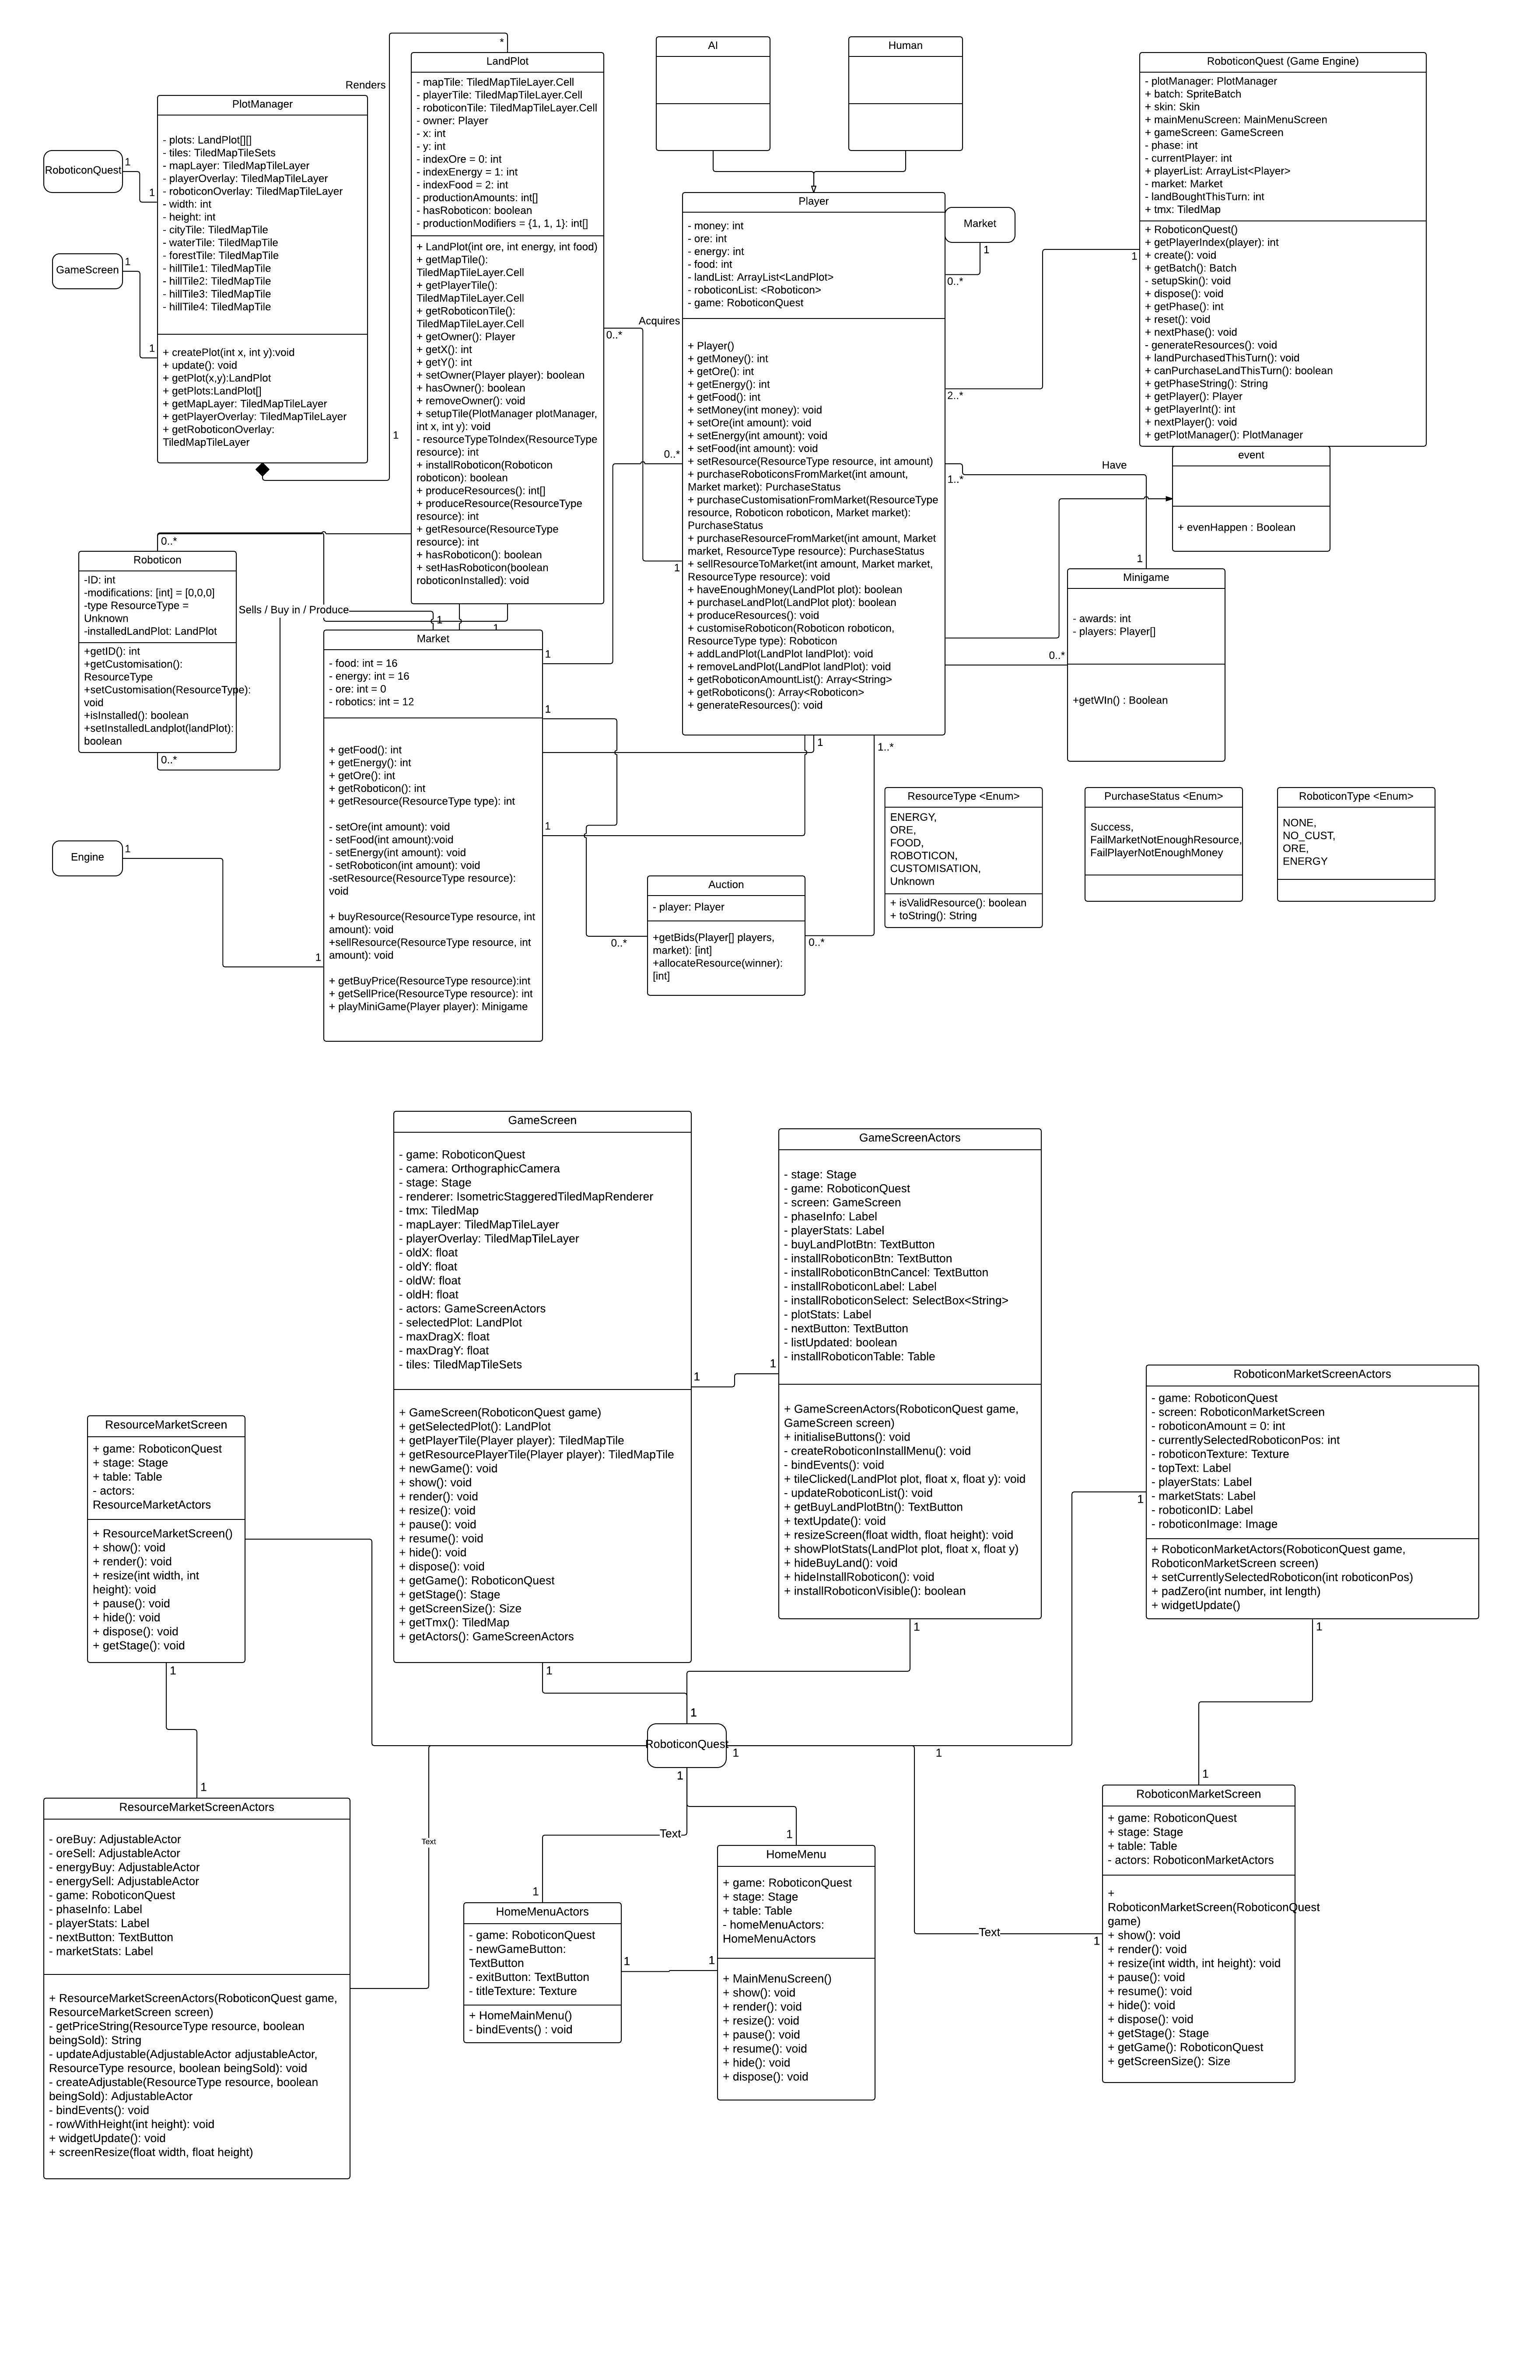 *
LandPlot
- mapTile: TiledMapTileLayer.Cell
- playerTile: TiledMapTileLayer.Cell
- roboticonTile: TiledMapTileLayer.Cell
- owner: Player
- x: int
- y: int
- indexOre = 0: int
- indexEnergy = 1: int
- indexFood = 2: int
- productionAmounts: int[]
- hasRoboticon: boolean
- productionModifiers = {1, 1, 1}: int[]
+ LandPlot(int ore, int energy, int food)
+ getMapTile():
TiledMapTileLayer.Cell
+ getPlayerTile():
TiledMapTileLayer.Cell
+ getRoboticonTile():
TiledMapTileLayer.Cell
+ getOwner(): Player
+ getX(): int
+ getY(): int
+ setOwner(Player player): boolean
+ hasOwner(): boolean
+ removeOwner(): void
+ setupTile(PlotManager plotManager,
int x, int y): void
- resourceTypeToIndex(ResourceType
resource): int
+ installRoboticon(Roboticon
roboticon): boolean
+ produceResources(): int[]
+ produceResource(ResourceType
resource): int
+ getResource(ResourceType
resource): int
+ hasRoboticon(): boolean
+ setHasRoboticon(boolean
roboticonInstalled): void
Renders
1
PlotManager
- plots: LandPlot[][]
- tiles: TiledMapTileSets
- mapLayer: TiledMapTileLayer
- playerOverlay: TiledMapTileLayer
- roboticonOverlay: TiledMapTileLayer
- width: int
- height: int
- cityTile: TiledMapTile
- waterTile: TiledMapTile
- forestTile: TiledMapTile
- hillTile1: TiledMapTile
- hillTile2: TiledMapTile
- hillTile3: TiledMapTile
- hillTile4: TiledMapTile
+ createPlot(int x, int y):void
+ update(): void
+ getPlot(x,y):LandPlot
+ getPlots:LandPlot[]
+ getMapLayer: TiledMapTileLayer
+ getPlayerOverlay: TiledMapTileLayer
+ getRoboticonOverlay:
TiledMapTileLayer
RoboticonQuest
1
1
GameScreen
1
1
AI
Human
Player
- money: int
- ore: int
- energy: int
- food: int
- landList: ArrayList<LandPlot>
- roboticonList: <Roboticon>
- game: RoboticonQuest
+ Player()
+ getMoney(): int
+ getOre(): int
+ getEnergy(): int
+ getFood(): int
+ setMoney(int money): void
+ setOre(int amount): void
+ setEnergy(int amount): void
+ setFood(int amount): void
+ setResource(ResourceType resource, int amount)
+ purchaseRoboticonsFromMarket(int amount,
Market market): PurchaseStatus
+ purchaseCustomisationFromMarket(ResourceType
resource, Roboticon roboticon, Market market):
PurchaseStatus
+ purchaseResourceFromMarket(int amount, Market
market, ResourceType resource): PurchaseStatus
+ sellResourceToMarket(int amount, Market market,
ResourceType resource): void
+ haveEnoughMoney(LandPlot plot): boolean
+ purchaseLandPlot(LandPlot plot): boolean
+ produceResources(): void
+ customiseRoboticon(Roboticon roboticon,
ResourceType type): Roboticon
+ addLandPlot(LandPlot landPlot): void
+ removeLandPlot(LandPlot landPlot): void
+ getRoboticonAmountList(): Array<String>
+ getRoboticons(): Array<Roboticon>
+ generateResources(): void
Market
1
0..*
Acquires
0..*
1
0..*
2..*
1
RoboticonQuest (Game Engine)
- plotManager: PlotManager
+ batch: SpriteBatch
+ skin: Skin
+ mainMenuScreen: MainMenuScreen
+ gameScreen: GameScreen
- phase: int
- currentPlayer: int
+ playerList: ArrayList<Player>
- market: Market
- landBoughtThisTurn: int
+ tmx: TiledMap
+ RoboticonQuest()
+ getPlayerIndex(player): int
+ create(): void
+ getBatch(): Batch
- setupSkin(): void
+ dispose(): void
+ getPhase(): int
+ reset(): void
+ nextPhase(): void
- generateResources(): void
+ landPurchasedThisTurn(): void
+ canPurchaseLandThisTurn(): boolean
+ getPhaseString(): String
+ getPlayer(): Player
+ getPlayerInt(): int
+ nextPlayer(): void
+ getPlotManager(): PlotManager
event
+ evenHappen : Boolean
Have
1..*
1
Minigame
- awards: int
- players: Player[]
+getWIn() : Boolean
0..*
0..*
Roboticon
-ID: int
-modifications: [int] = [0,0,0]
-type ResourceType =
Unknown
-installedLandPlot: LandPlot
+getID(): int
+getCustomisation():
ResourceType
+setCustomisation(ResourceType):
void
+isInstalled(): boolean
+setInstalledLandplot(landPlot):
boolean
0..*
Sells / Buy in / Produce
1
1
Market
- food: int = 16
- energy: int = 16
- ore: int = 0
- robotics: int = 12
+ getFood(): int
+ getEnergy(): int
+ getOre(): int
+ getRoboticon(): int
+ getResource(ResourceType type): int
- setOre(int amount): void
- setFood(int amount):void
- setEnergy(int amount): void
- setRoboticon(int amount): void
-setResource(ResourceType resource):
void
+ buyResource(ResourceType resource, int
amount): void
+sellResource(ResourceType resource, int
amount): void
+ getBuyPrice(ResourceType resource):int
+ getSellPrice(ResourceType resource): int
+ playMiniGame(Player player): Minigame
1
1
1
1
1..*
Engine
1
1
Auction
- player: Player
+getBids(Player[] players,
market): [int]
+allocateResource(winner):
[int]
0..*
0..*
ResourceType <Enum>
ENERGY,
ORE,
FOOD,
ROBOTICON,
CUSTOMISATION,
Unknown
+ isValidResource(): boolean
+ toString(): String
PurchaseStatus <Enum>
Success,
FailMarketNotEnoughResource,
FailPlayerNotEnoughMoney
RoboticonType <Enum>
NONE,
NO_CUST,
ORE,
ENERGY
GameScreen
- game: RoboticonQuest
- camera: OrthographicCamera
- stage: Stage
- renderer: IsometricStaggeredTiledMapRenderer
- tmx: TiledMap
- mapLayer: TiledMapTileLayer
- playerOverlay: TiledMapTileLayer
- oldX: float
- oldY: float
- oldW: float
- oldH: float
- actors: GameScreenActors
- selectedPlot: LandPlot
- maxDragX: float
- maxDragY: float
- tiles: TiledMapTileSets
+ GameScreen(RoboticonQuest game)
+ getSelectedPlot(): LandPlot
+ getPlayerTile(Player player): TiledMapTile
+ getResourcePlayerTile(Player player): TiledMapTile
+ newGame(): void
+ show(): void
+ render(): void
+ resize(): void
+ pause(): void
+ resume(): void
+ hide(): void
+ dispose(): void
+ getGame(): RoboticonQuest
+ getStage(): Stage
+ getScreenSize(): Size
+ getTmx(): TiledMap
+ getActors(): GameScreenActors
1
1
GameScreenActors
- stage: Stage
- game: RoboticonQuest
- screen: GameScreen
- phaseInfo: Label
- playerStats: Label
- buyLandPlotBtn: TextButton
- installRoboticonBtn: TextButton
- installRoboticonBtnCancel: TextButton
- installRoboticonLabel: Label
- installRoboticonSelect: SelectBox<String>
- plotStats: Label
- nextButton: TextButton
- listUpdated: boolean
- installRoboticonTable: Table
+ GameScreenActors(RoboticonQuest game,
GameScreen screen)
+ initialiseButtons(): void
- createRoboticonInstallMenu(): void
- bindEvents(): void
+ tileClicked(LandPlot plot, float x, float y): void
- updateRoboticonList(): void
+ getBuyLandPlotBtn(): TextButton
+ textUpdate(): void
+ resizeScreen(float width, float height): void
+ showPlotStats(LandPlot plot, float x, float y)
+ hideBuyLand(): void
+ hideInstallRoboticon(): void
+ installRoboticonVisible(): boolean
RoboticonMarketScreenActors
- game: RoboticonQuest
- screen: RoboticonMarketScreen
- roboticonAmount = 0: int
- currentlySelectedRoboticonPos: int
- roboticonTexture: Texture
- topText: Label
- playerStats: Label
- marketStats: Label
- roboticonID: Label
- roboticonImage: Image
+ RoboticonMarketActors(RoboticonQuest game,
RoboticonMarketScreen screen)
+ setCurrentlySelectedRoboticon(int roboticonPos)
+ padZero(int number, int length)
+ widgetUpdate()
1
1
ResourceMarketScreen
+ game: RoboticonQuest
+ stage: Stage
+ table: Table
- actors:
ResourceMarketActors
+ ResourceMarketScreen()
+ show(): void
+ render(): void
+ resize(int width, int
height): void
+ pause(): void
+ hide(): void
+ dispose(): void
+ getStage(): void
1
1
1
1
RoboticonQuest
1
1
1
1
1
ResourceMarketScreenActors
- oreBuy: AdjustableActor
- oreSell: AdjustableActor
- energyBuy: AdjustableActor
- energySell: AdjustableActor
- game: RoboticonQuest
- phaseInfo: Label
- playerStats: Label
- nextButton: TextButton
- marketStats: Label
+ ResourceMarketScreenActors(RoboticonQuest game,
ResourceMarketScreen screen)
- getPriceString(ResourceType resource, boolean
beingSold): String
- updateAdjustable(AdjustableActor adjustableActor,
ResourceType resource, boolean beingSold): void
- createAdjustable(ResourceType resource, boolean
beingSold): AdjustableActor
- bindEvents(): void
- rowWithHeight(int height): void
+ widgetUpdate(): void
+ screenResize(float width, float height)
Text
Text
1
HomeMenuActors
- game: RoboticonQuest
- newGameButton:
TextButton
- exitButton: TextButton
- titleTexture: Texture
+ HomeMainMenu()
- bindEvents() : void
1
1
1
HomeMenu
+ game: RoboticonQuest
+ stage: Stage
+ table: Table
- homeMenuActors:
HomeMenuActors
+ MainMenuScreen()
+ show(): void
+ render(): void
+ resize(): void
+ pause(): void
+ resume(): void
+ hide(): void
+ dispose(): void
Text
1
RoboticonMarketScreen
+ game: RoboticonQuest
+ stage: Stage
+ table: Table
- actors: RoboticonMarketActors
+
RoboticonMarketScreen(RoboticonQuest
game)
+ show(): void
+ render(): void
+ resize(int width, int height): void
+ pause(): void
+ resume(): void
+ hide(): void
+ dispose(): void
+ getStage(): Stage
+ getGame(): RoboticonQuest
+ getScreenSize(): Size